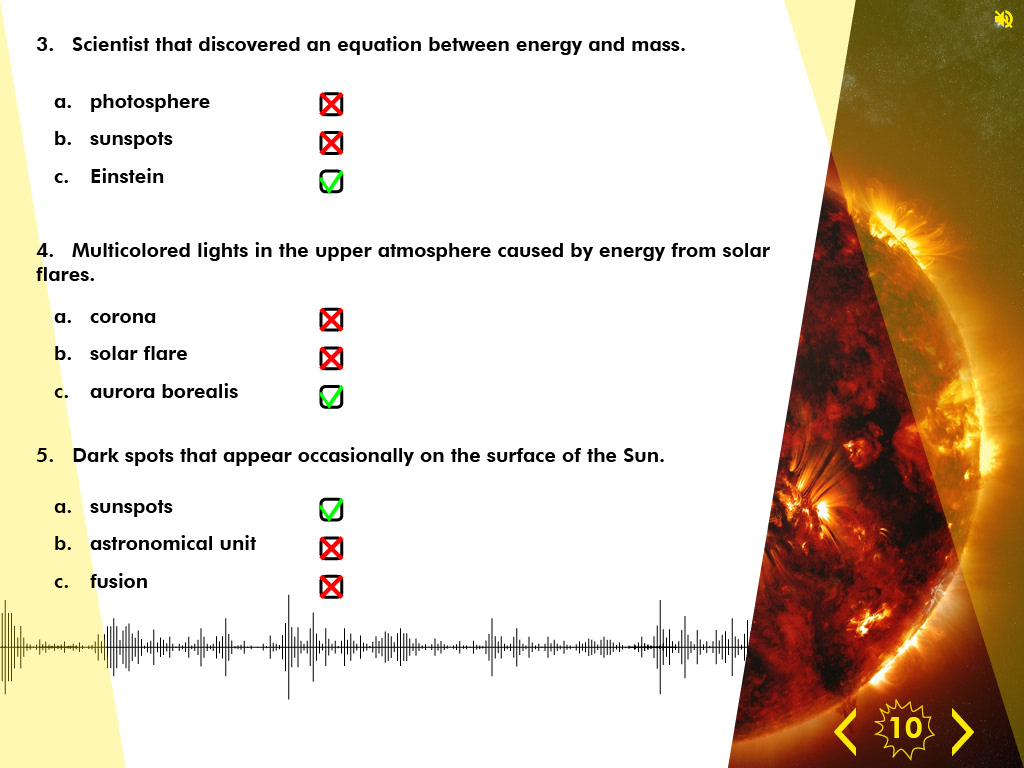 3. Scientist that discovered an equation between energy and mass.
a. photosphere
b. sunspots
c. Einstein
4. Multicolored lights in the upper atmosphere caused by energy from solar
flares.
a. corona
b. solar flare
c. aurora borealis
5. Dark spots that appear occasionally on the surface of the Sun.
a. sunspots
b. astronomical unit
c. fusion
10